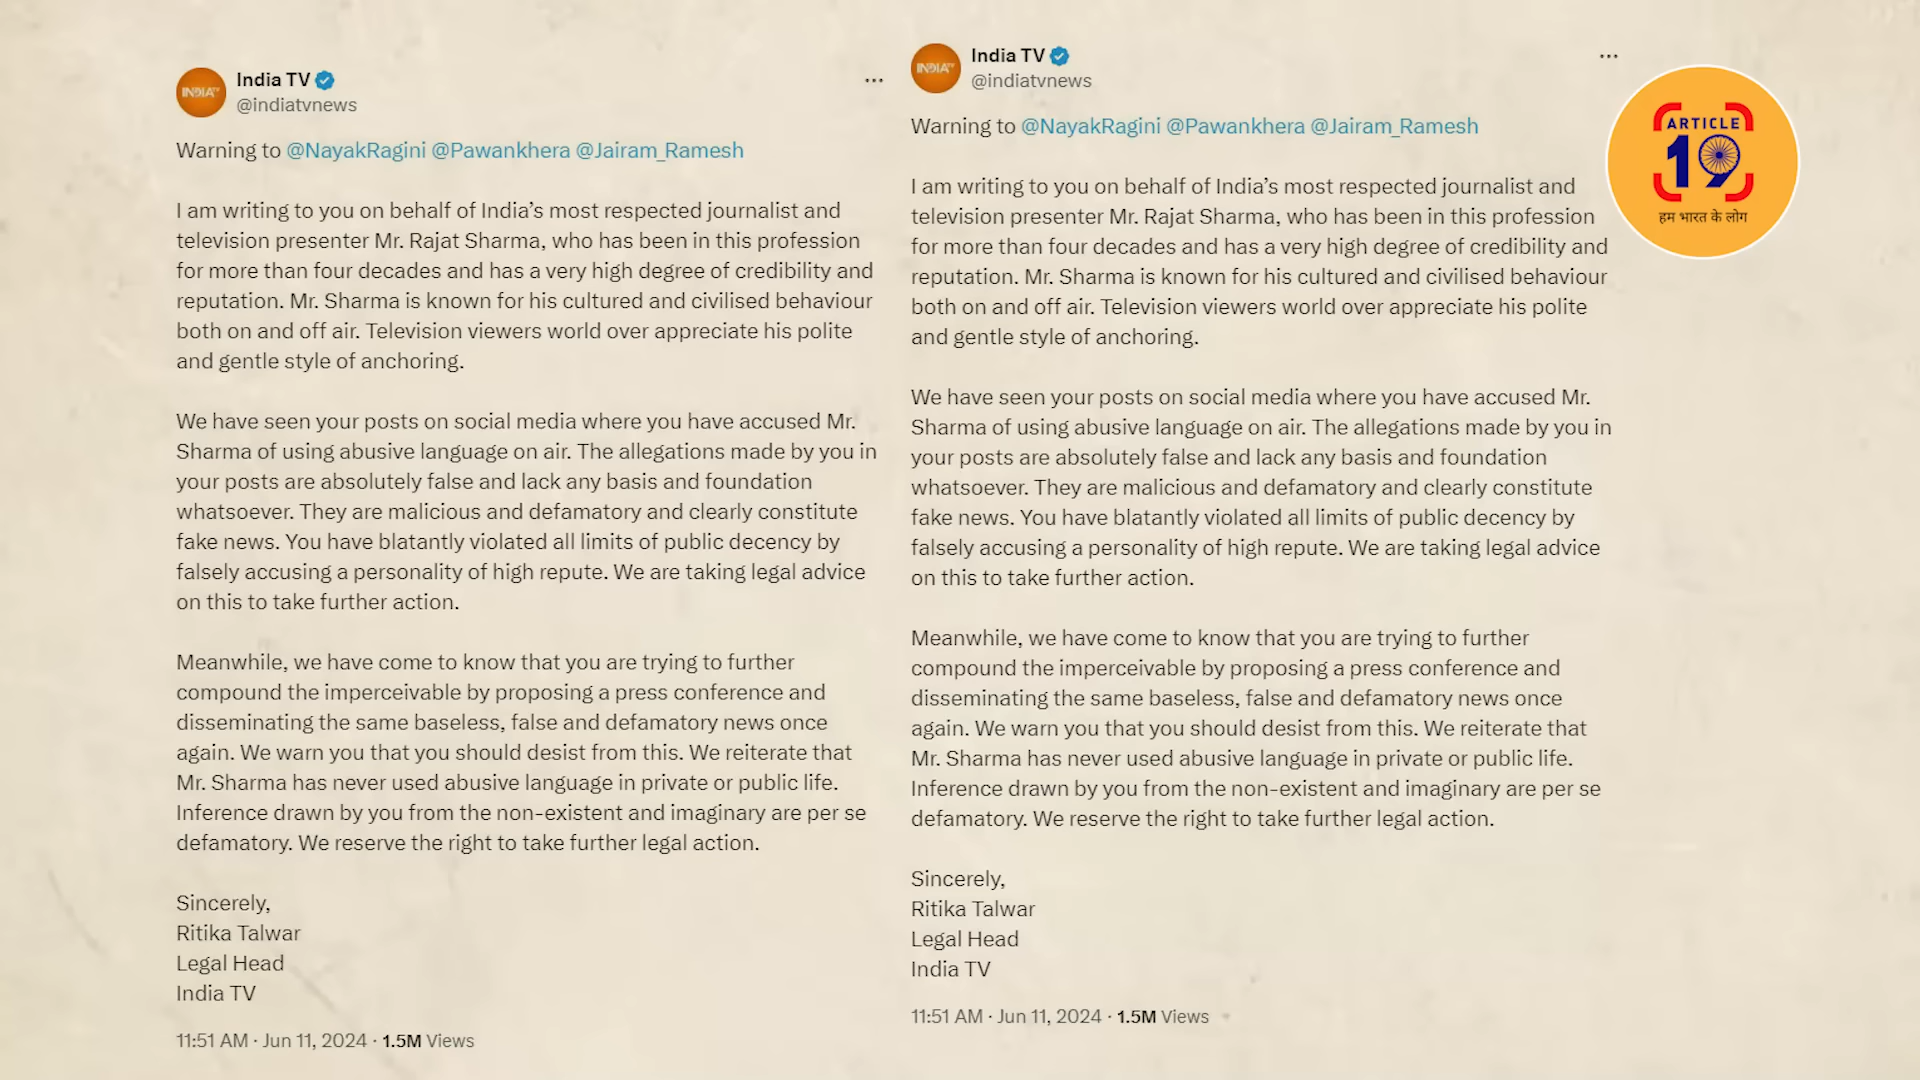 India TV
@indiatvnews
Warning to @NayakRagini @Pawankhera @Jairam_Ramesh
I am writing to you on behalf of India's most respected journalist and
television presenter Mr. Rajat Sharma, who has been in this profession
for more than four decades and has a very high degree of credibility and
reputation. Mr. Sharma is known for his cultured and civilised behaviour
both on and off air. Television viewers world over appreciate his polite
and gentle style of anchoring.
We have seen your posts on social media where you have accused Mr.
Sharma of using abusive language on air. The allegations made by you in
your posts are absolutely false and lack any basis and foundation
whatsoever. They are malicious and defamatory and clearly constitute
fake news. You have blatantly violated all limits of public decency by
falsely accusing a personality of high repute. We are taking legal advice
on this to take further action.
Meanwhile, we have come to know that you are trying to further
compound the imperceivable by proposing a press conference and
disseminating the same baseless, false and defamatory news once
again. We warn you that you should desist from this. We reiterate that
Mr. Sharma has never used abusive language in private or public life.
Inference drawn by you from the non-existent and imaginary are per se
defamatory. We reserve the right to take further legal action.
Sincerely,
Ritika Talwar
Legal Head
India TV
11:51 AM · Jun 11, 2024 · 1.5M Views
INDIA TV
India TV
@indiatvnews
Warning to @NayakRagini @Pawankhera @Jairam_Ramesh
I am writing to you on behalf of India's most respected journalist and
television presenter Mr. Rajat Sharma, who has been in this profession
for more than four decades and has a very high degree of credibility and
reputation. Mr. Sharma is known for his cultured and civilised behaviour
both on and off air. Television viewers world over appreciate his polite
and gentle style of anchoring.
We have seen your posts on social media where you have accused Mr.
Sharma of using abusive language on air. The allegations made by you in
your posts are absolutely false and lack any basis and foundation
whatsoever. They are malicious and defamatory and clearly constitute
fake news. You have blatantly violated all limits of public decency by
falsely accusing a personality of high repute. We are taking legal advice
on this to take further action.
Meanwhile, we have come to know that you are trying to further
compound the imperceivable by proposing a press conference and
disseminating the same baseless, false and defamatory news once
again. We warn you that you should desist from this. We reiterate that
Mr. Sharma has never used abusive language in private or public life.
Inference drawn by you from the non-existent and imaginary are per se
defamatory. We reserve the right to take further legal action.
Sincerely,
Ritika Talwar
Legal Head
India TV
11:51 AM · Jun 11, 2024 · 1.5M Views
INDIA TV
ARTICLE
19
हम भारत के लोग